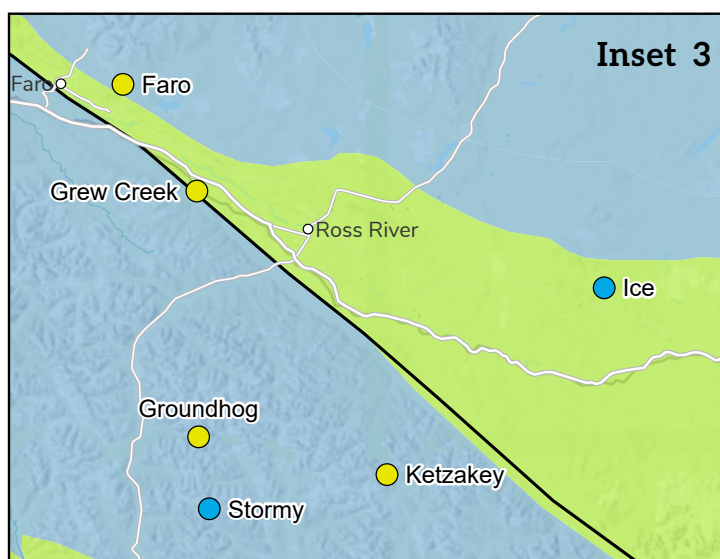 Inset 3
Faro
Faro
Grew Creek
Ross River
Ice
Groundhog
Ketzakey
Stormy